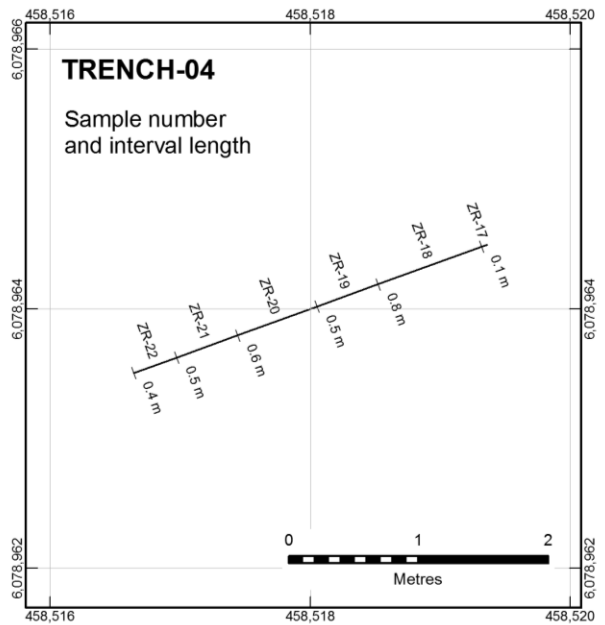 458,516
458,518
458,520
6,078,966
6,078,966
TRENCH-04
Sample number
and interval length
ZR-17
ZR-18
ZR-19
ZR-20
ZR-21
ZR-22
0.1 m
0.8 m
0.5 m
0.6 m
0.5 m
0.4 m
6,078,964
6,078,964
0
1
2
Metres
6,078,962
6,078,962
458,516
458,518
458,520